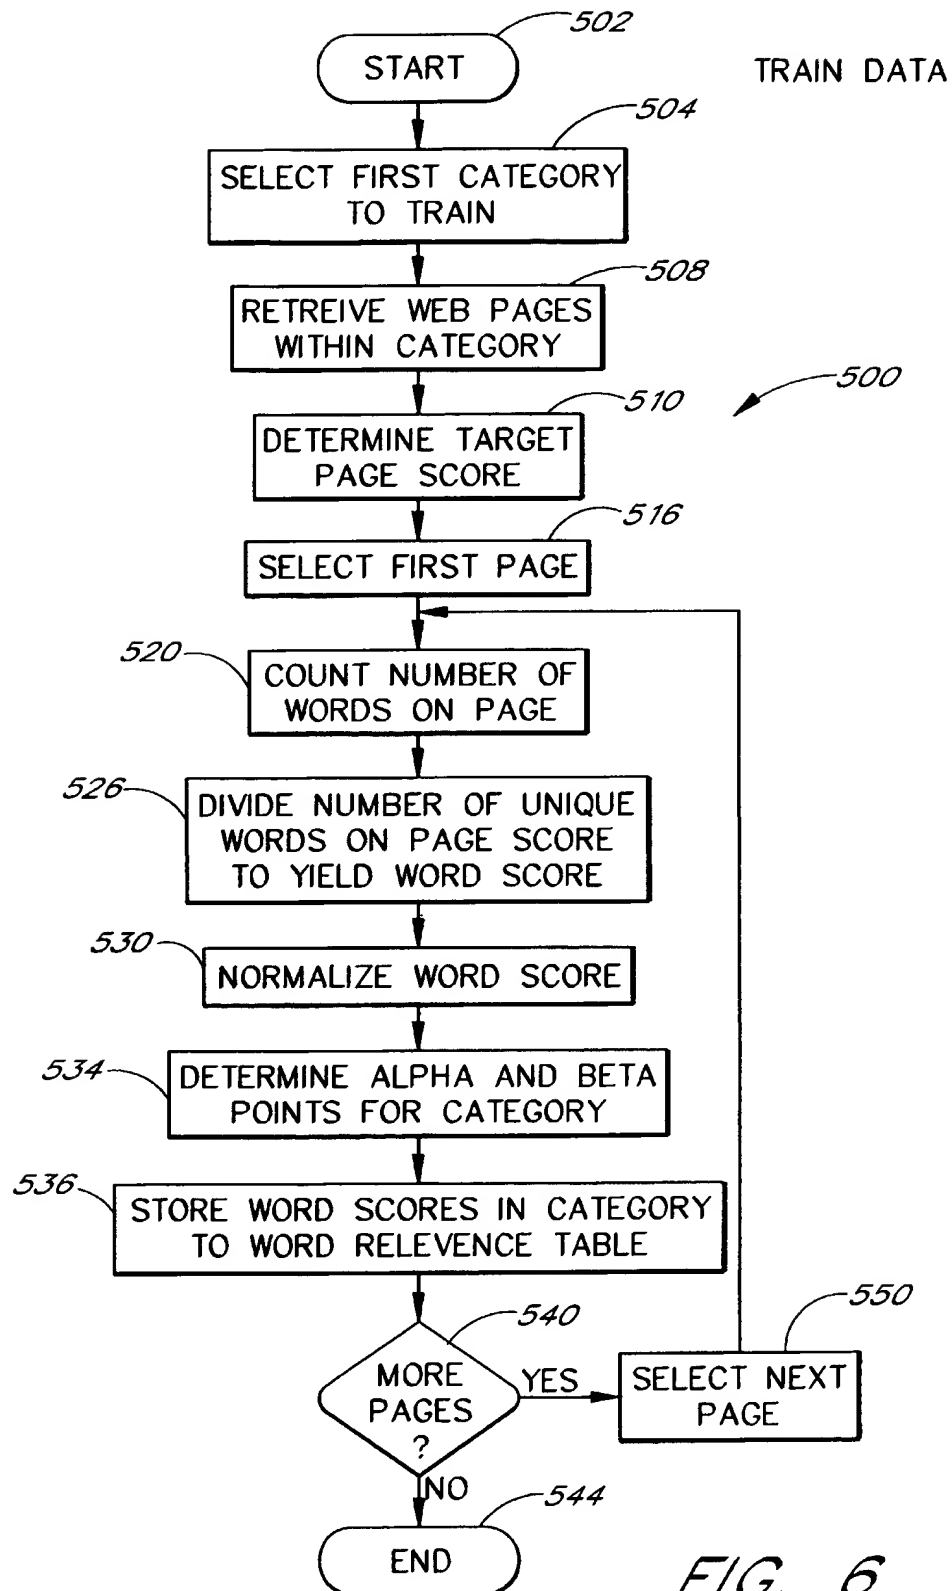 502
START
TRAIN DATA
504
SELECT FIRST CATEGORY
TO TRAIN
508
RETREIVE WEB PAGES
WITHIN CATEGORY
500
510
DETERMINE TARGET
PAGE SCORE
516
SELECT FIRST PAGE
520
COUNT NUMBER OF
WORDS ON PAGE
526
DIVIDE NUMBER OF UNIQUE
WORDS ON PAGE SCORE
TO YIELD WORD SCORE
530
NORMALIZE WORD SCORE
534
DETERMINE ALPHA AND BETA
POINTS FOR CATEGORY
536
STORE WORD SCORES IN CATEGORY
TO WORD RELEVENCE TABLE
540
MORE
PAGES
?
YES
550
SELECT NEXT
PAGE
NO
544
END
FIG. 6